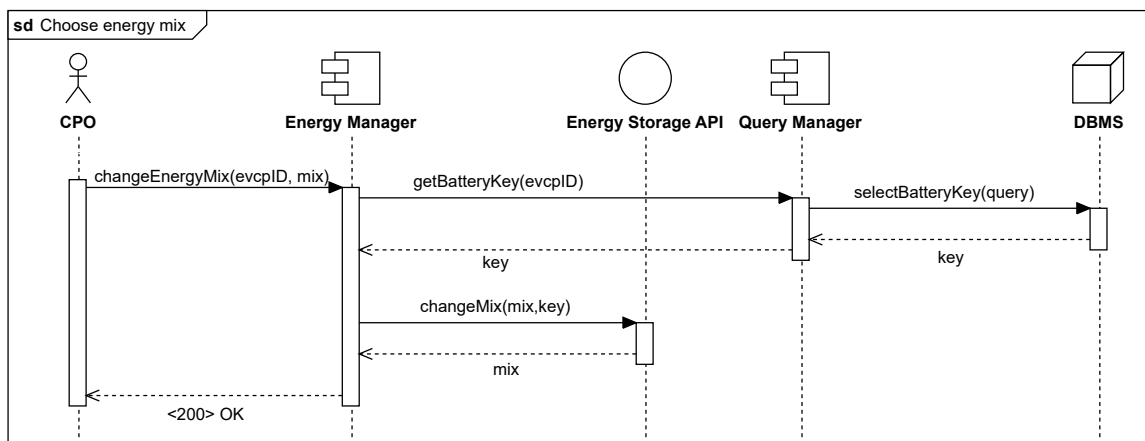 sd Choose energy mix
CPO
Energy Manager
Energy Storage API
Query Manager
DBMS
changeEnergyMix(evcpID, mix)
getBatteryKey(evcpID)
selectBatteryKey(query)
key
key
changeMix(mix,key)
mix
<200> OK